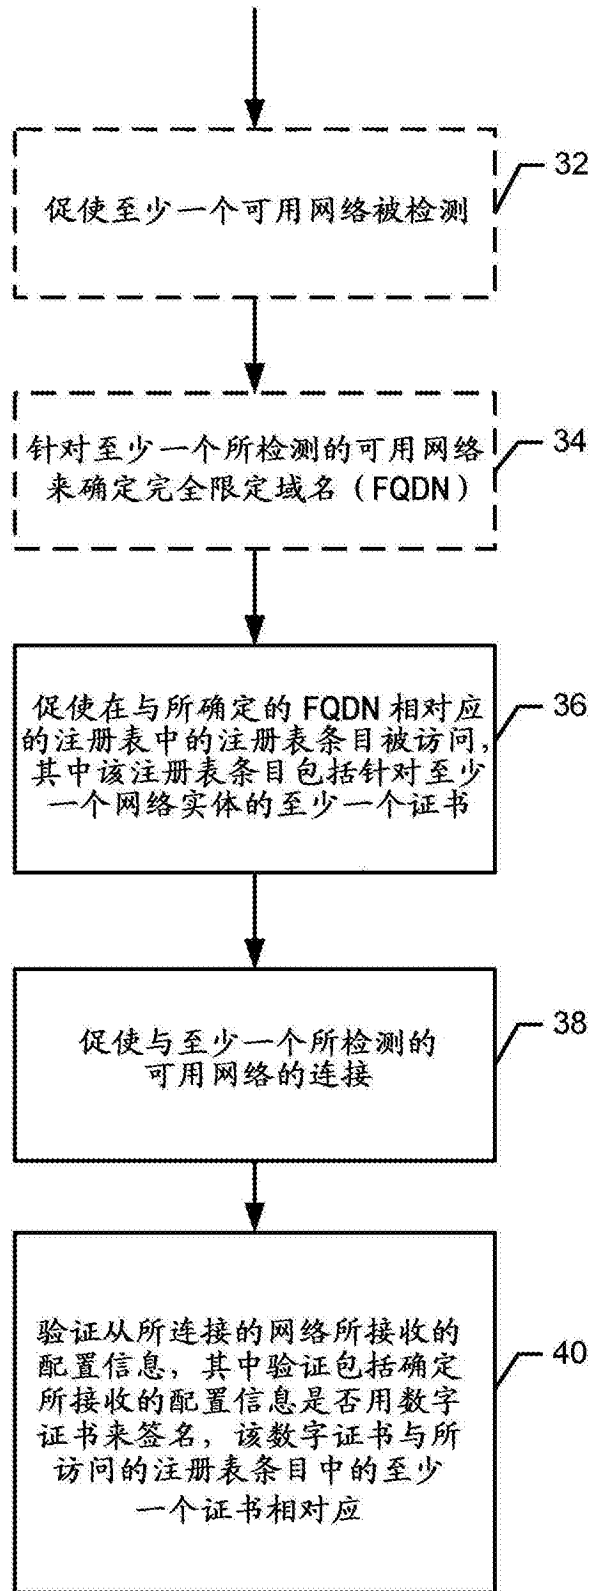 促使至少一个可用网络被检测
32
针对至少一个所检测的可用网络
来确定完全限定域名（FQDN）
34
促使在与所确定的 FQDN 相对应
的注册表中的注册表条目被访问，
其中该注册表条目包括针对至少
一个网络实体的至少一个证书
36
促使与至少一个所检测的
可用网络的连接
38
验证从所连接的网络所接收的
配置信息，其中验证包括确定
所接收的配置信息是否用数字
证书来签名，该数字证书与所
访问的注册表条目中的至少
一个证书相对应
40